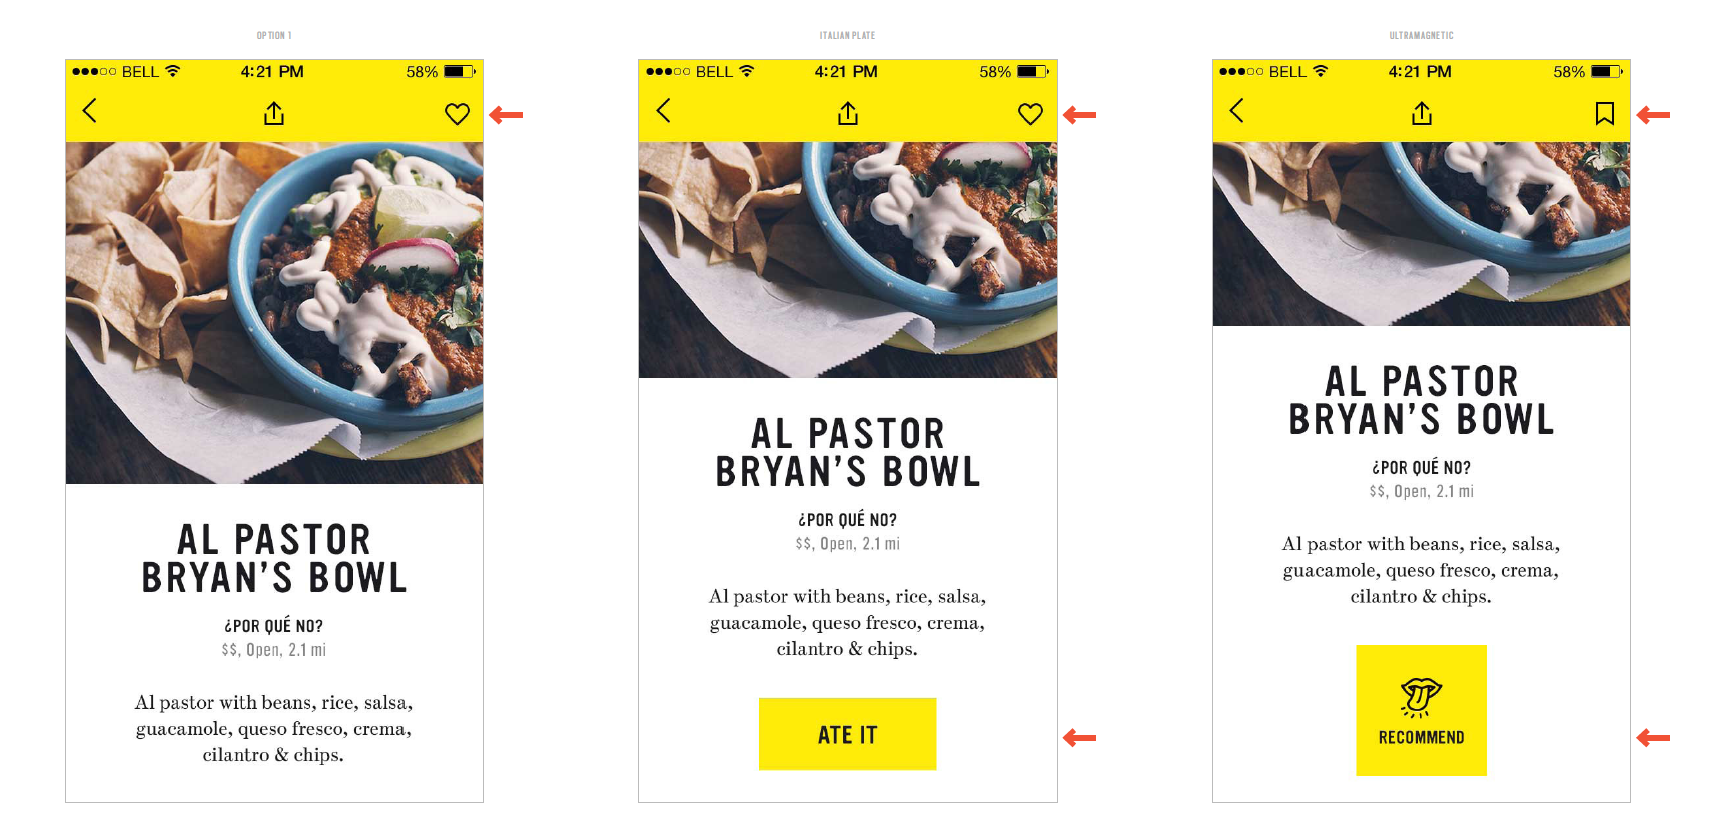 OPTION 1
BELL 4:21 PM 58%
AL PASTOR
BRYAN'S BOWL
¿POR QUÉ NO?
$$, Open, 2.1 mi
Al pastor with beans, rice, salsa,
guacamole, queso fresco, crema,
cilantro & chips.
ITALIAN PLATE
BELL 4:21 PM 58%
AL PASTOR
BRYAN'S BOWL
¿POR QUÉ NO?
$$, Open, 2.1 mi
Al pastor with beans, rice, salsa,
guacamole, queso fresco, crema,
cilantro & chips.
ATE IT
ULTRAMAGNETIC
BELL 4:21 PM 58%
AL PASTOR
BRYAN'S BOWL
¿POR QUÉ NO?
$$, Open, 2.1 mi
Al pastor with beans, rice, salsa,
guacamole, queso fresco, crema,
cilantro & chips.
RECOMMEND